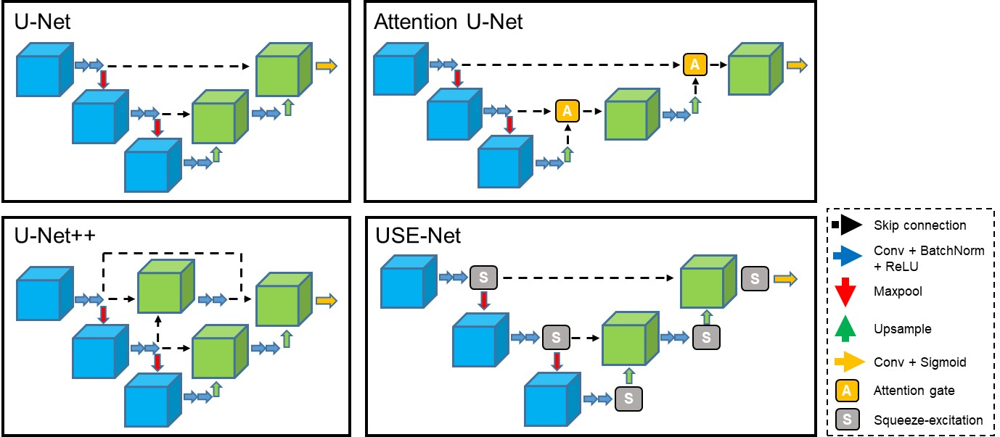 U-Net
Attention U-Net
A
A
U-Net++
USE-Net
S
S
S
S
S
Skip connection
Conv + BatchNorm
+ ReLU
Maxpool
Upsample
Conv + Sigmoid
A
Attention gate
S
Squeeze-excitation